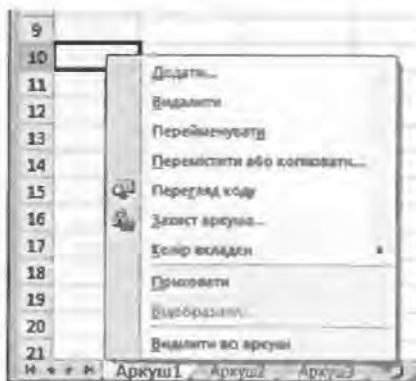 9
10
11
12
13
14
15
16
17
18
19
20
21
Додати...
Видалити
Перейменувати
Перемістити або копіювати...
Перегляд коду
Захист аркуша...
Колір вкладки
Приховати
Відобразити...
Виділити всі аркуші
Аркуш1 Аркуш2 Аркуш3